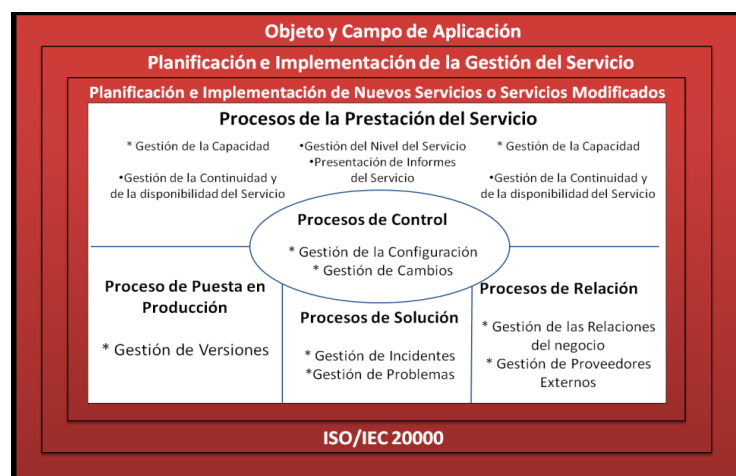 Objeto y Campo de Aplicación
Planificación e Implementación de la Gestión del Servicio
Planificación e Implementación de Nuevos Servicios o Servicios Modificados
Procesos de la Prestación del Servicio
* Gestión de la Capacidad
•Gestión de la Continuidad y
de la disponibilidad del Servicio
•Gestión del Nivel del Servicio
•Presentación de Informes
del Servicio
* Gestión de la Capacidad
•Gestión de la Continuidad y
de la disponibilidad del Servicio
Procesos de Control
* Gestión de la Configuración
* Gestión de Cambios
Proceso de Puesta en
Producción
* Gestión de Versiones
Procesos de Solución
* Gestión de Incidentes
*Gestión de Problemas
Procesos de Relación
* Gestión de las Relaciones
del negocio
* Gestión de Proveedores
Externos
ISO/IEC 20000